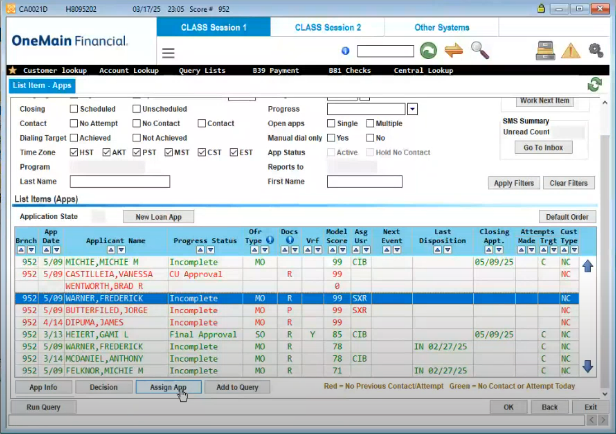 CA0021D H8095202 03/17/25 23:05 Score # 952
OneMain Financial.
CLASS Session 1 CLASS Session 2 Other Systems
Customer lookup Account Lookup Query Lists B39 Payment B81 Checks Central Lookup
List Item - Apps
Closing Scheduled Unscheduled Progress Work Next Item
Contact No Attempt No Contact Contact Open apps Single Multiple SMS Summary
Dialing Target Achieved Not Achieved Manual dial only Yes No Unread Count
Time Zone HST AKT PST MST CST EST App Status Active Hold No Contact Go To Inbox
Program Reports to
Last Name First Name Apply Filters Clear Filters
List Items (Apps)
Application State New Loan App Default Order
Brnch App Date Applicant Name Progress Status Ofr Type Docs Vrf Model Score Asg Usr Next Event Last Disposition Closing Appt. Attempts Made Trgt Cust Type
952 5/09 MICHIE,MICHIE M Incomplete MO 99 CIB 05/09/25 C NC
952 5/09 CASTILLEIA,VANESSA CU Approval R 99 NC
WENTWORTH,BRAD R 0
952 5/09 WARNER,FREDERICK Incomplete R 99 SXR NC
952 5/09 BUTTERFILED,JORGE Incomplete MO P 99 SXR NC
952 4/14 DIPUMA,JAMES Incomplete R 99 NC
952 3/13 HEIERT,GAMI L Final Approval SO R Y 85 CIB 05/09/25 C NC
952 5/09 WARNER,FREDERICK Incomplete MO R 78 IN 02/27/25 C NC
952 3/14 MCDANIEL,ANTHONY Incomplete MO R 78 CIB C NC
952 5/09 FELKNOR,MICHIE M Incomplete MO R 71 IN 02/27/25 C NC
App Info Decision Assign App Add to Query Red = No Previous Contact/Attempt Green = No Contact or Attempt Today
Run Query OK Back Exit